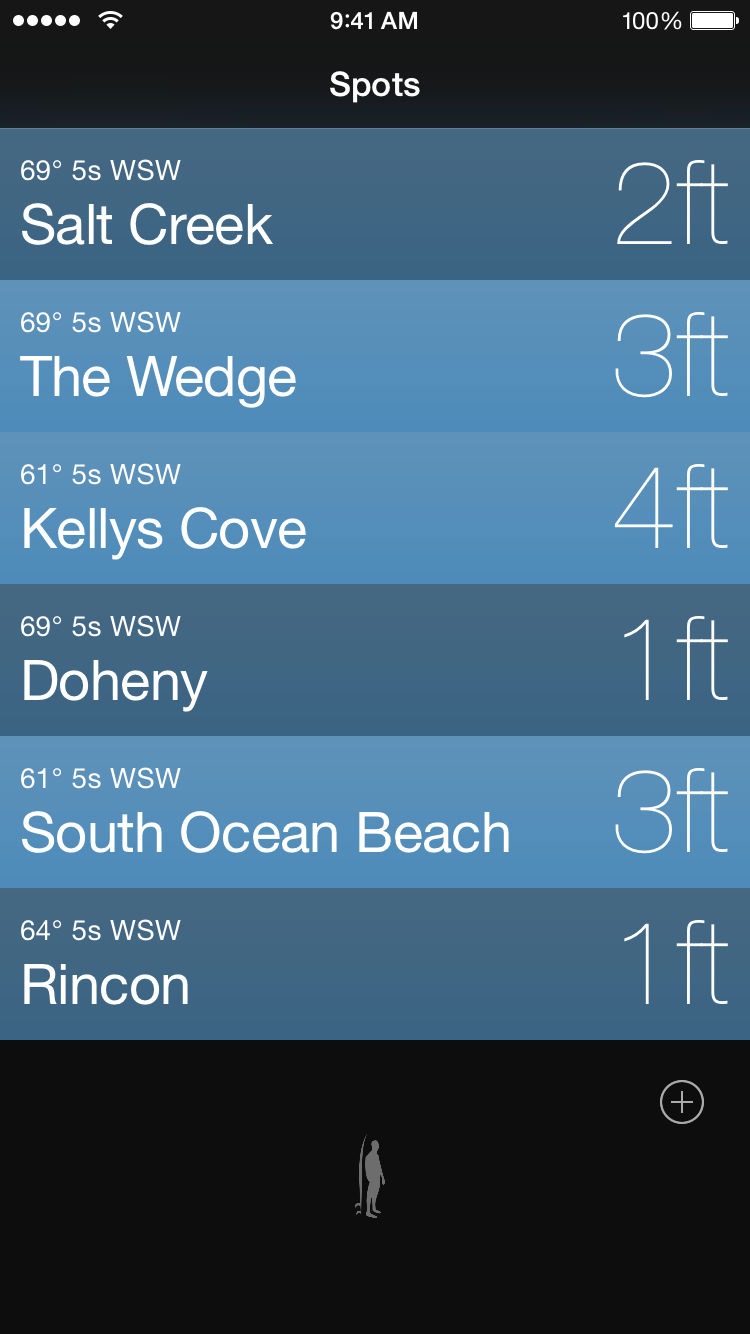 9:41 AM
100%
Spots
69° 5s WSW
Salt Creek
2ft
69° 5s WSW
The Wedge
3ft
61° 5s WSW
Kellys Cove
4ft
69° 5s WSW
Doheny
1ft
61° 5s WSW
South Ocean Beach
3ft
64° 5s WSW
Rincon
1ft